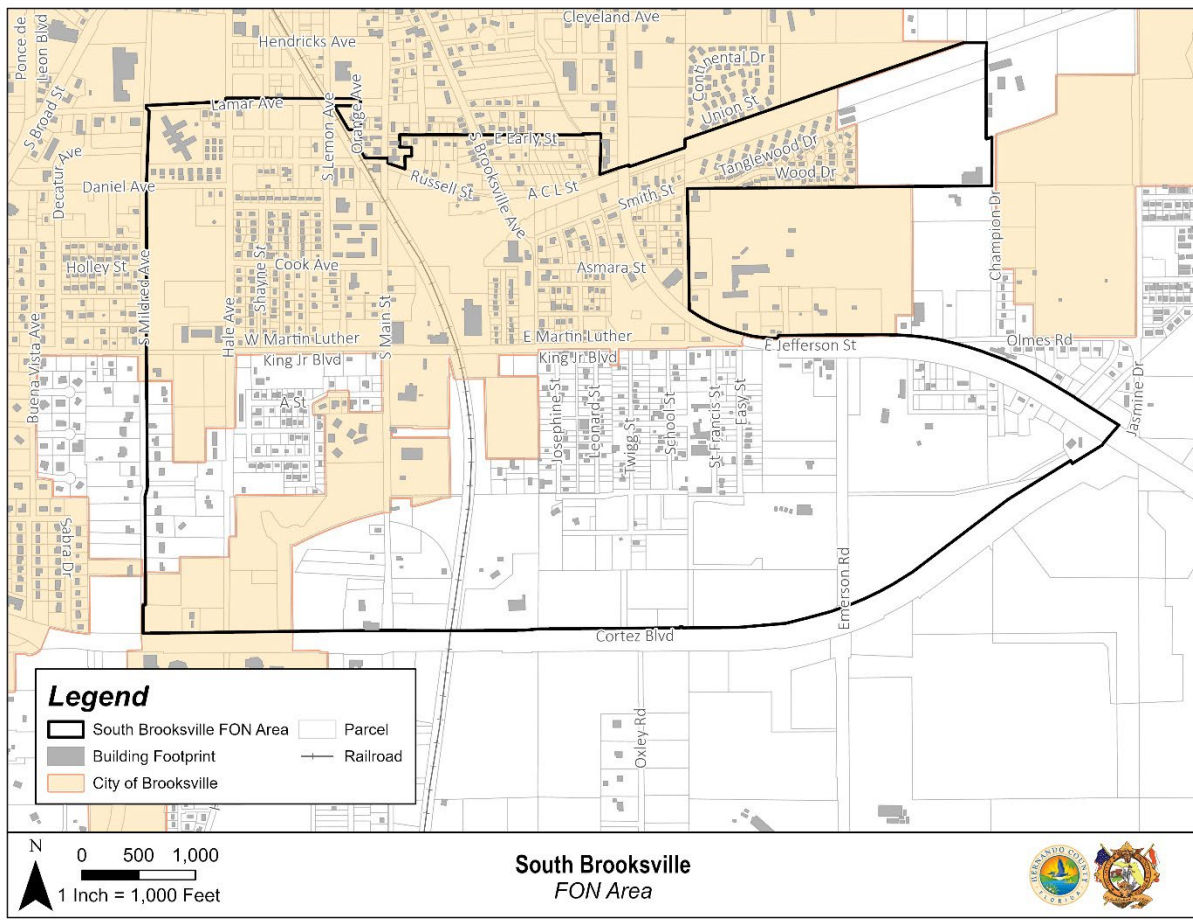 Cleveland Ave
Ponce de.
Leon Blvd
Hendricks Ave
Continental Dr
S Broad St
Lamar Ave
S Lemon Ave
Orange Ave
Union St
E Early St
S Brooksville Ave
Decatur Ave
Daniel Ave
Russell St
A C L St
Smith St
Tanglewood Dr
Wood Dr
Champion Dr
Holley St
S Mildred Ave
Shayne St
Cook Ave
Asmara St
Buena Vista Ave
Hale Ave
W Martin Luther
King Jr Blvd
S Main St
E Martin Luther
King Jr Blvd
E Jefferson St
Olmes Rd
Jasmine Dr
A St
Josephine St
Leonard St
Twigg St
School St
St Francis St
Easy St
Sabra Dr
Emerson Rd
Cortez Blvd
Oxley Rd
Legend
South Brooksville FON Area
Parcel
Building Footprint
Railroad
City of Brooksville
N
0 500 1,000
1 Inch = 1,000 Feet
South Brooksville
FON Area
HERNANDO COUNTY
FLORIDA